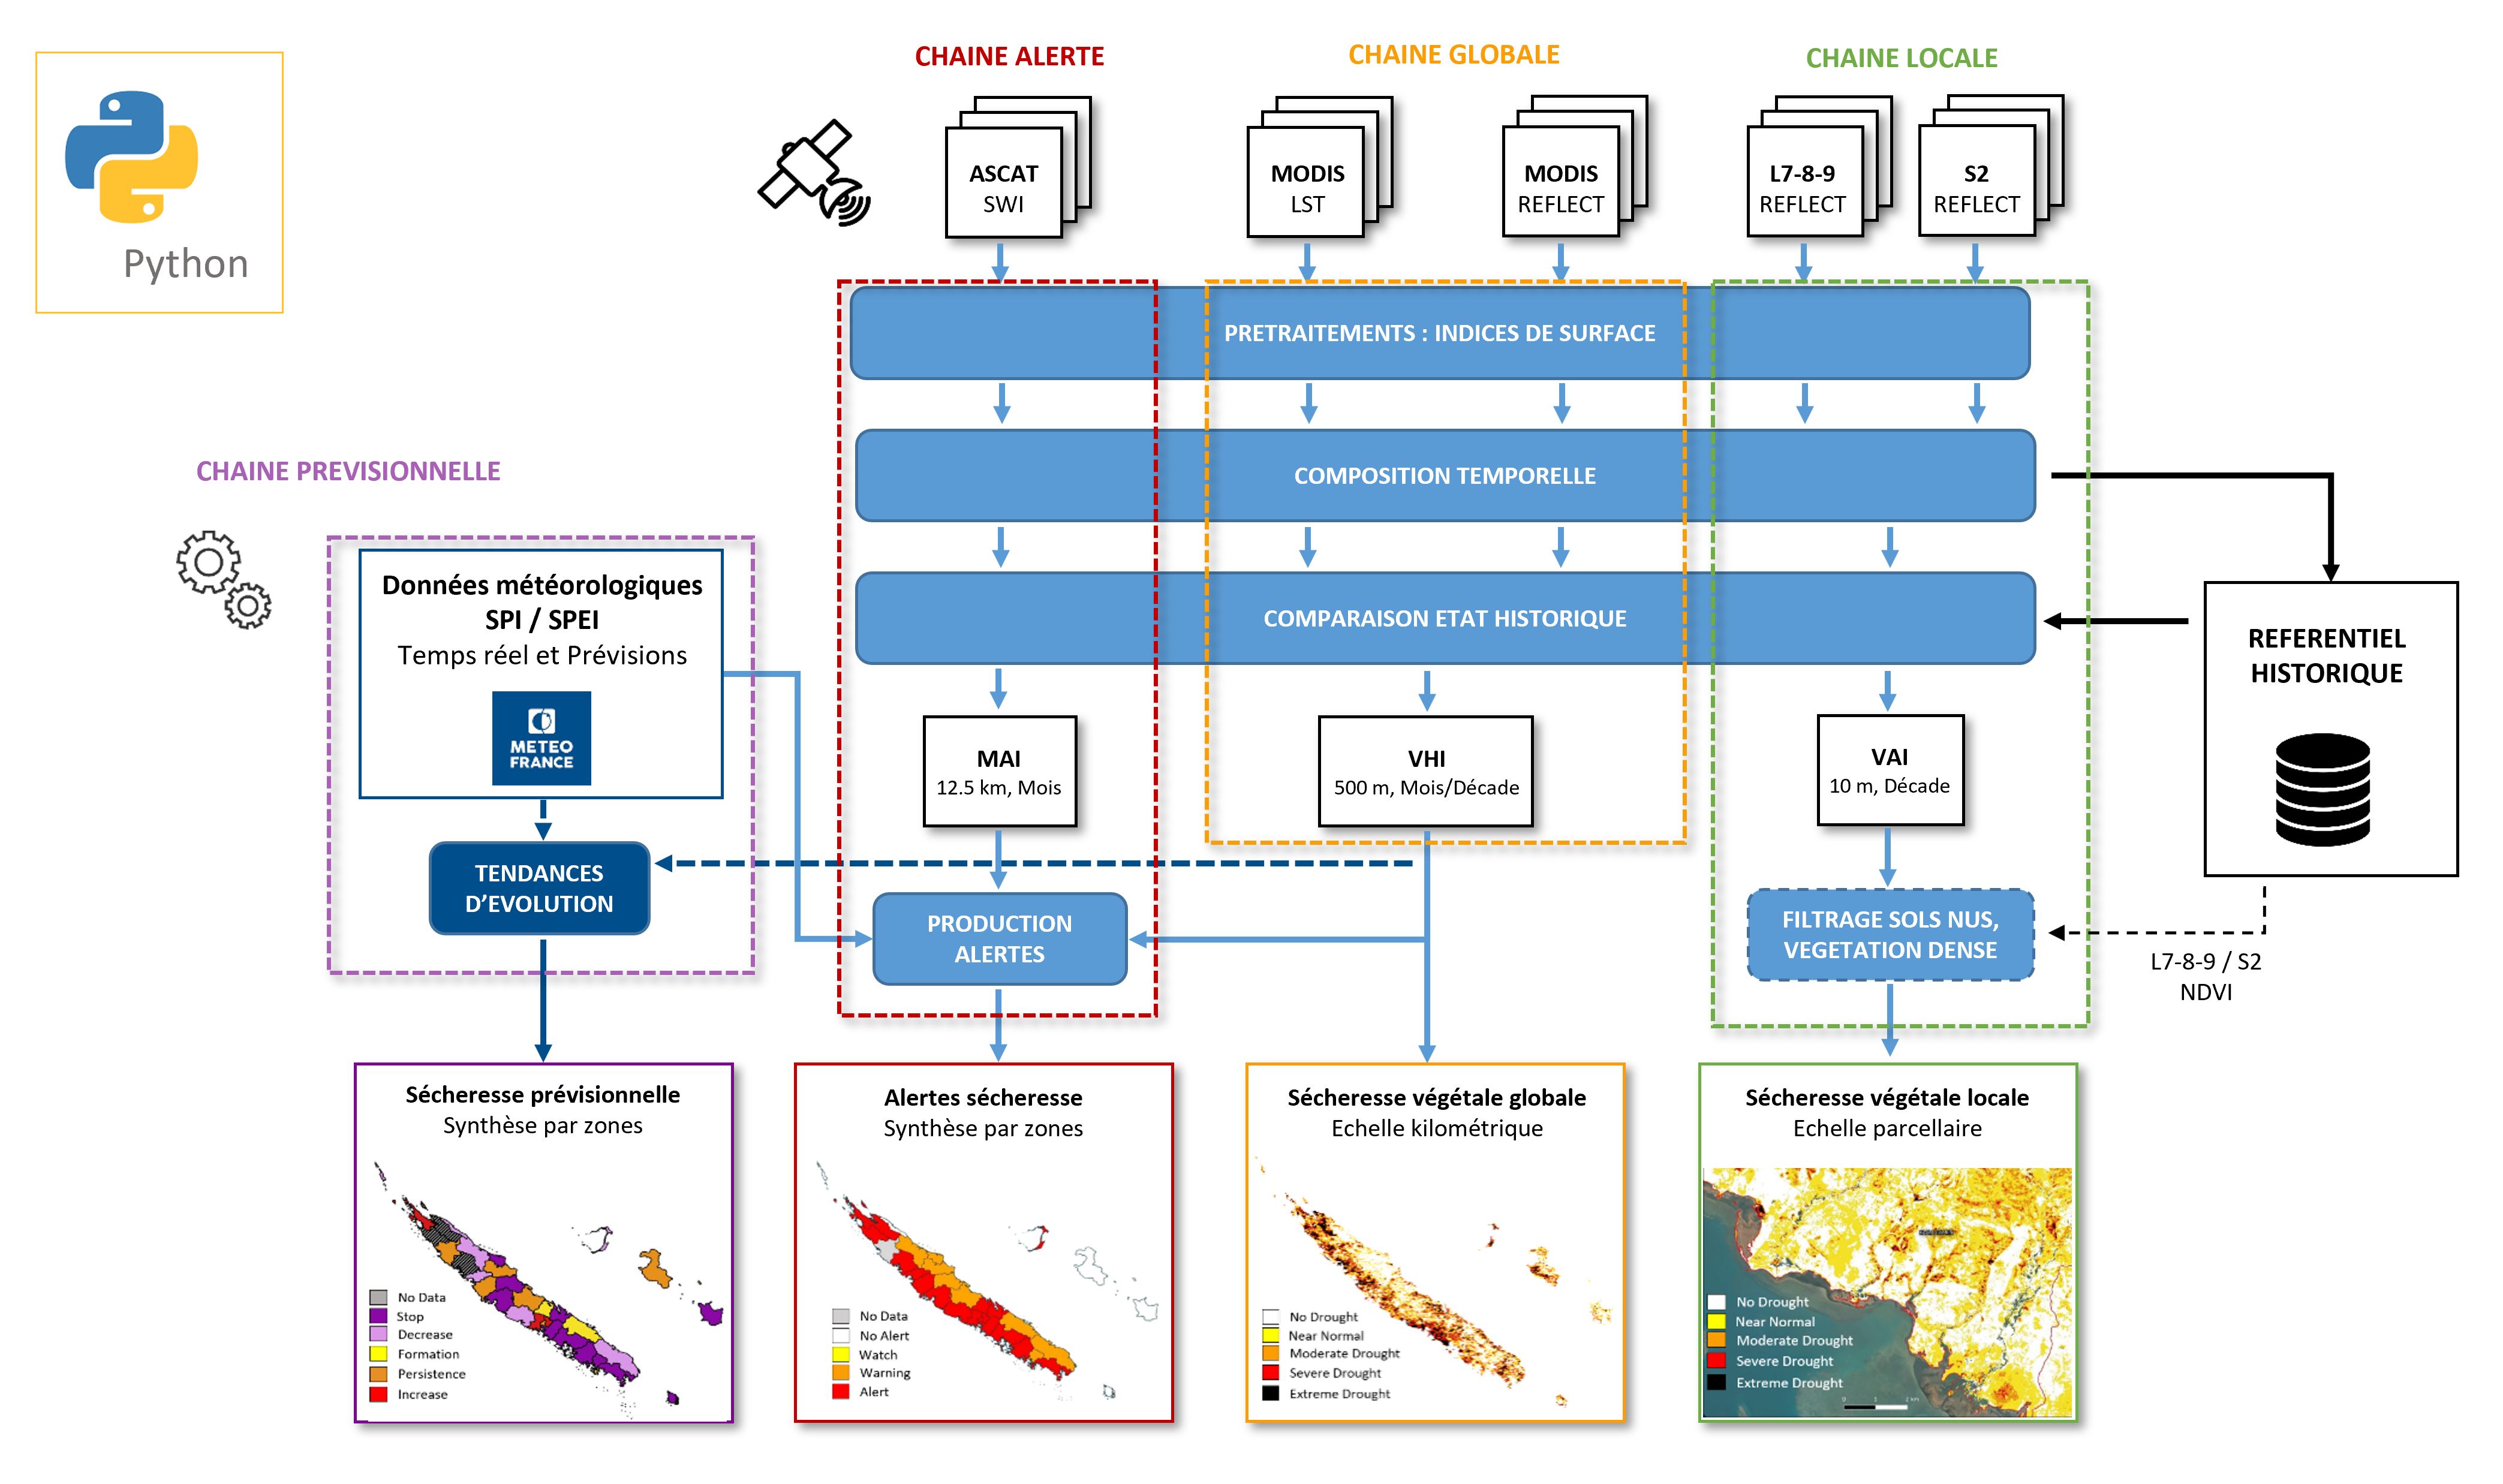 Python
CHAINE ALERTE
CHAINE GLOBALE
CHAINE LOCALE
ASCAT
SWI
MODIS
LST
MODIS
REFLECT
L7-8-9
REFLECT
S2
REFLECT
PRETRAITEMENTS : INDICES DE SURFACE
COMPOSITION TEMPORELLE
COMPARAISON ETAT HISTORIQUE
CHAINE PREVISIONNELLE
Données météorologiques
SPI / SPEI
Temps réel et Prévisions
METEO
FRANCE
REFERENTIEL
HISTORIQUE
MAI
12.5 km, Mois
VHI
500 m, Mois/Décade
VAI
10 m, Décade
TENDANCES
D’EVOLUTION
PRODUCTION
ALERTES
FILTRAGE SOLS NUS,
VEGETATION DENSE
L7-8-9 / S2
NDVI
Sécheresse prévisionnelle
Synthèse par zones
No Data
Stop
Decrease
Formation
Persistence
Increase
Alertes sécheresse
Synthèse par zones
No Data
No Alert
Watch
Warning
Alert
Sécheresse végétale globale
Echelle kilométrique
No Drought
Near Normal
Moderate Drought
Severe Drought
Extreme Drought
Sécheresse végétale locale
Echelle parcellaire
No Drought
Near Normal
Moderate Drought
Severe Drought
Extreme Drought